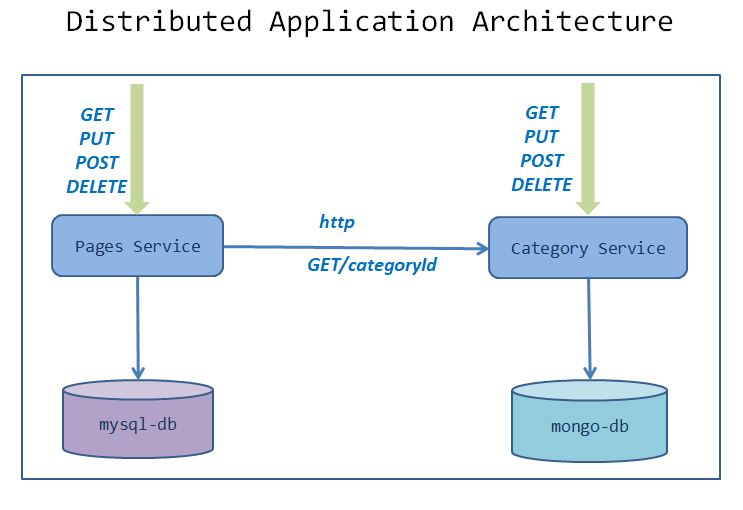 Distributed Application Architecture
GET
PUT
POST
DELETE
GET
PUT
POST
DELETE
Pages Service
http
GET/categoryId
Category Service
mysql-db
mongo-db